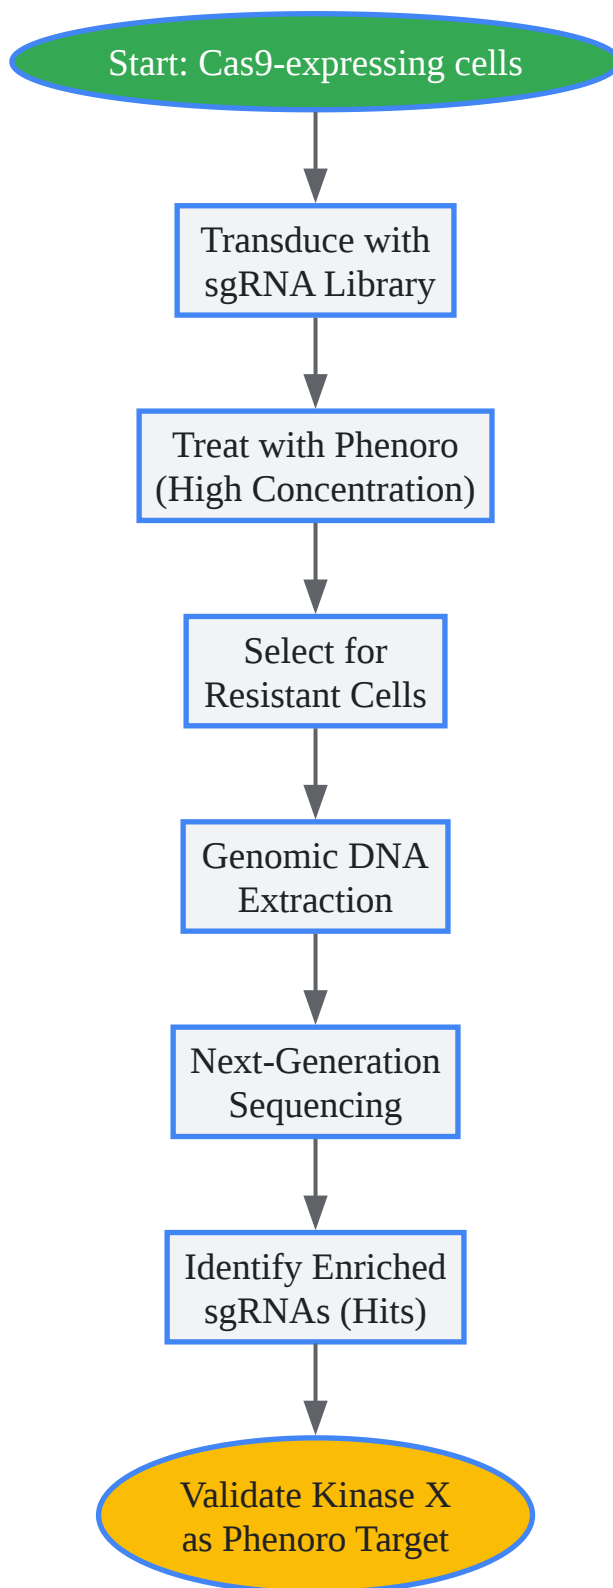 Start: Cas9-expressing cells
Transduce with
sgRNA Library
Treat with Phenoro
(High Concentration)
Select for
Resistant Cells
Genomic DNA
Extraction
Next-Generation
Sequencing
Identify Enriched
sgRNAs (Hits)
Validate Kinase X
as Phenoro Target